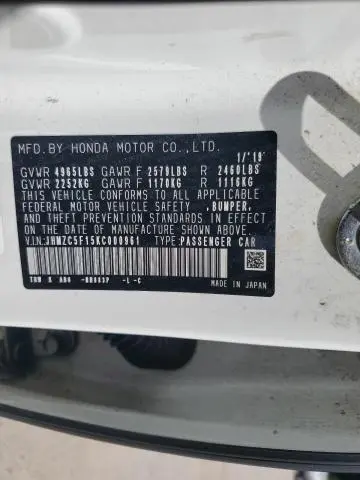 MFD.BY HONDA MOTOR CO.,LTD. 1/'19
GVWR 4965LBS GAWR F 2579LBS R 2460LBS
GVWR 2252KG GAWR F 1170KG R 1116KG
THIS VEHICLE CONFORMS TO ALL APPLICABLE
FEDERAL MOTOR VEHICLE SAFETY ,BUMPER,
AND THEFT PREVENTION STANDARDS IN EFFECT ON
THE DATE OF MANUFACTURE SHOWN ABOVE.
V.I.N:JHMZC5F15KC000961 TYPE:PASSENGER CAR
-L -C
MADE IN JAPAN